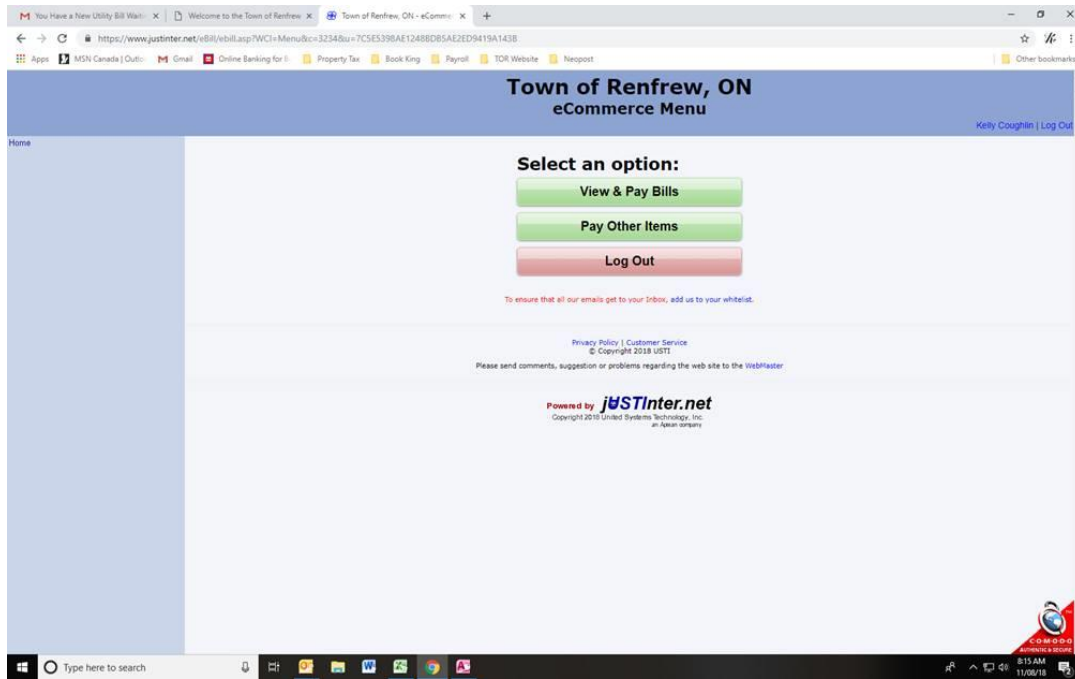 You Have a New Utility Bill Waiti
Welcome to the Town of Renfrew
Town of Renfrew, ON - eComme
https://www.justinter.net/eBill/ebill.asp?WCI=Menu&c=32348&u=7C5E5398AE1248BDB5AE2ED9419A143B
Apps MSN Canada | Outlo Gmail Online Banking for Property Tax Book King Payroll TOR Website Neopost Other bookmarks
Town of Renfrew, ON
eCommerce Menu
Kelly Coughlin | Log Out
Home
Select an option:
View & Pay Bills
Pay Other Items
Log Out
To ensure that all our emails get to your Inbox, add us to your whitelist.
Privacy Policy | Customer Service
© Copyright 2018 USTI
Please send comments, suggestion or problems regarding the web site to the WebMaster
Powered by jUSTInter.net
Copyright 2018 United Systems Technology, Inc.
an Apean company
COMODO
AUTHENTIC & SECURE
Type here to search
8:15 AM
11/08/18